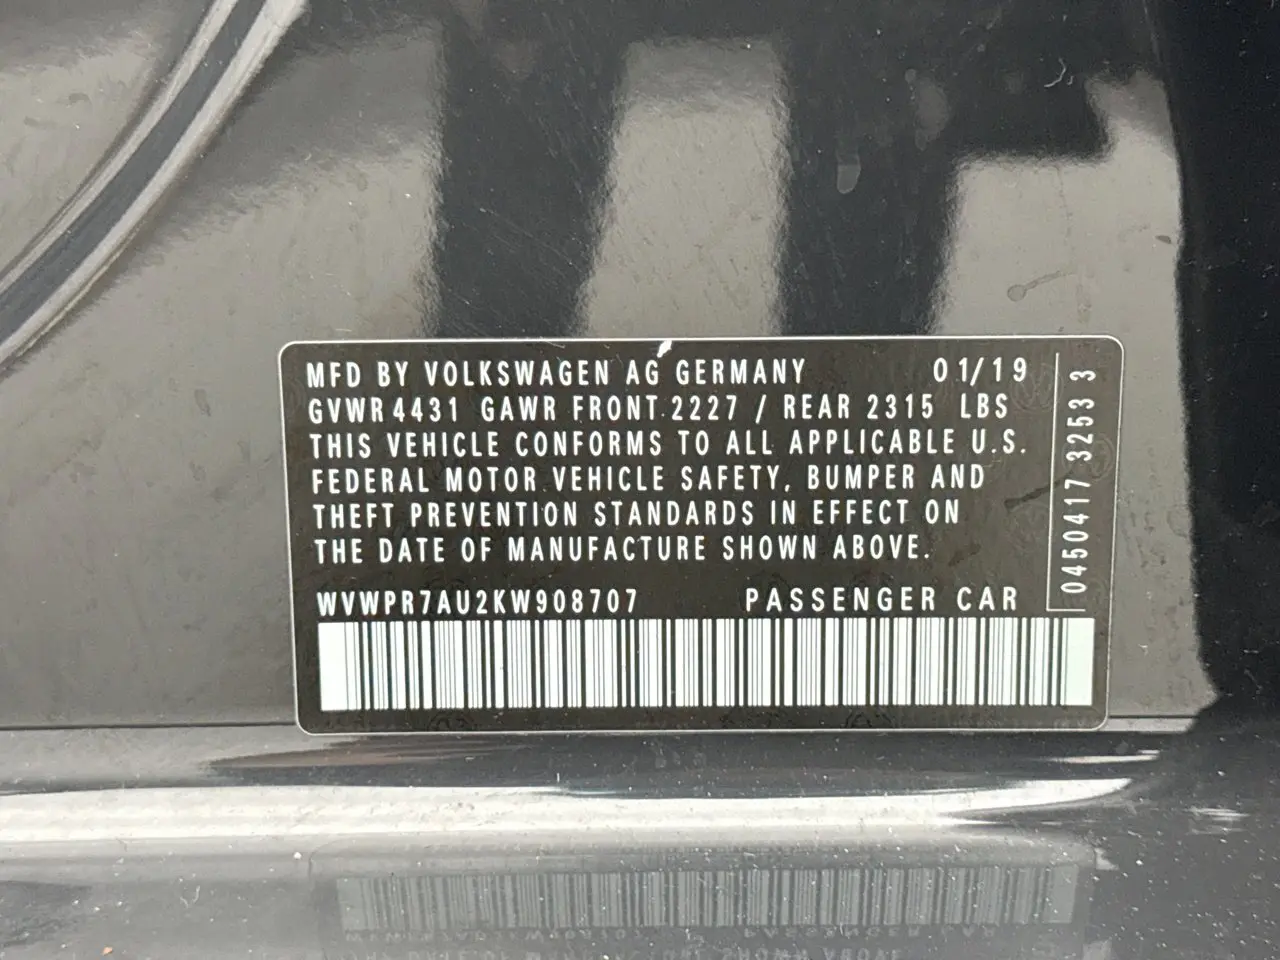 MFD BY VOLKSWAGEN AG GERMANY 01/19
GVWR 4431 GAWR FRONT 2227 / REAR 2315 LBS
THIS VEHICLE CONFORMS TO ALL APPLICABLE U.S.
FEDERAL MOTOR VEHICLE SAFETY, BUMPER AND
THEFT PREVENTION STANDARDS IN EFFECT ON
THE DATE OF MANUFACTURE SHOWN ABOVE.
WVWPR7AU2KW908707 PASSENGER CAR
0450417 3253 3